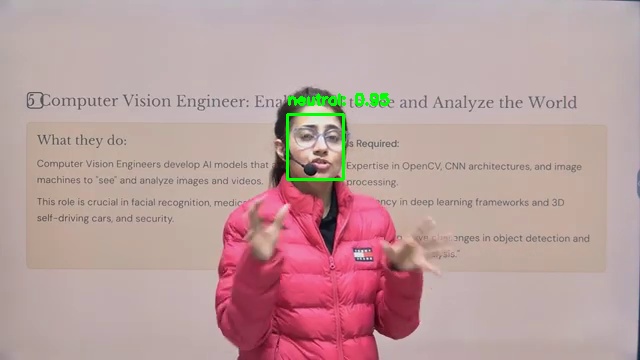 Computer Vision Engineer: Ena
neutral: 0.95
and Analyze the World
What they do:
Computer Vision Engineers develop AI models that
machines to "see" and analyze images and videos.
This role is crucial in facial recognition,
self-driving cars, and security.
Required:
Expertise in OpenCV, CNN architectures, and image
processing.
in deep learning frameworks and 3D
in object detection and
TOMMY
JEANS